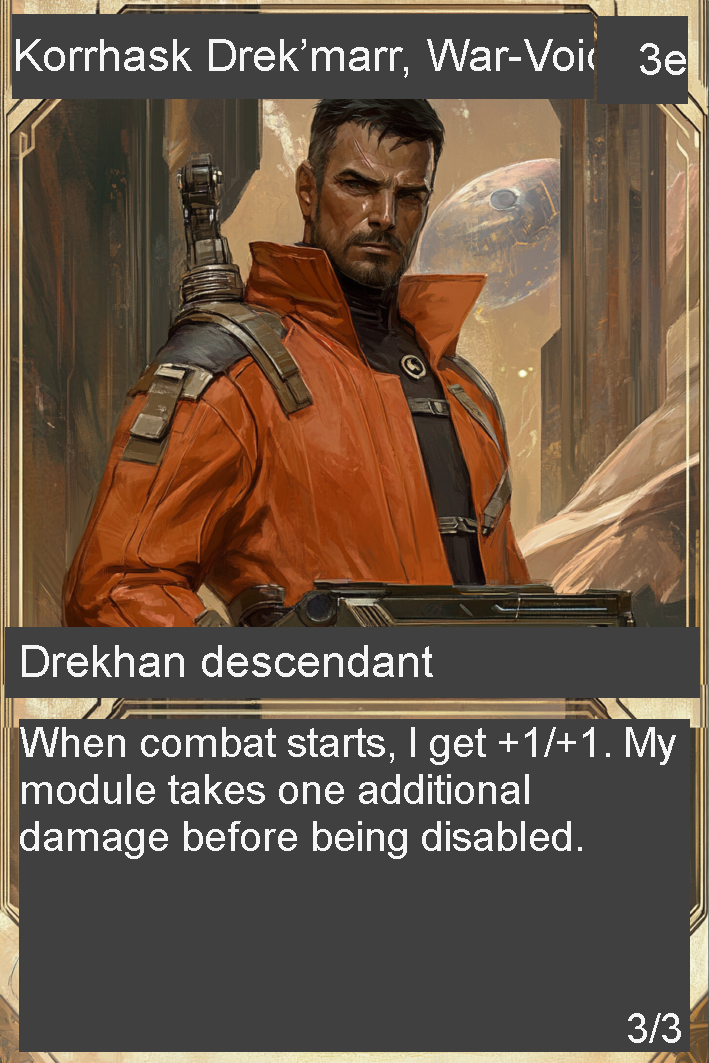 Korrhask Drek’marr, War-Voic
3e
Drekhan descendant
When combat starts, I get +1/+1. My
module takes one additional
damage before being disabled.
3/3